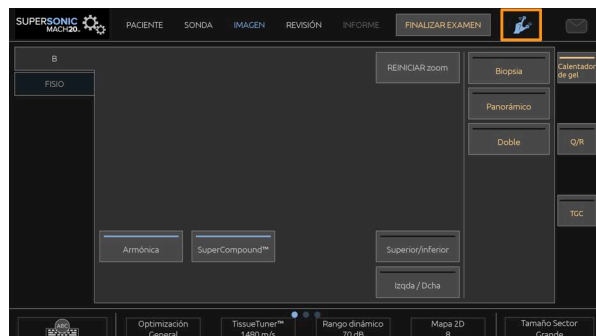 SUPERSONIC
MACH20.
PACIENTE SONDA IMAGEN REVISIÓN INFORME FINALIZAR EXAMEN
B
FISIO
REINICIAR zoom
Biopsia
Calentador
de gel
Panorámico
Doble
Q/R
TGC
Armónica
SuperCompound™
Superior/inferior
Izqda / Dcha
ABC
Optimización
General
TissueTuner™
1480 m/s
Rango dinámico
70 dB
Mapa 2D
8
Tamaño Sector
Grande